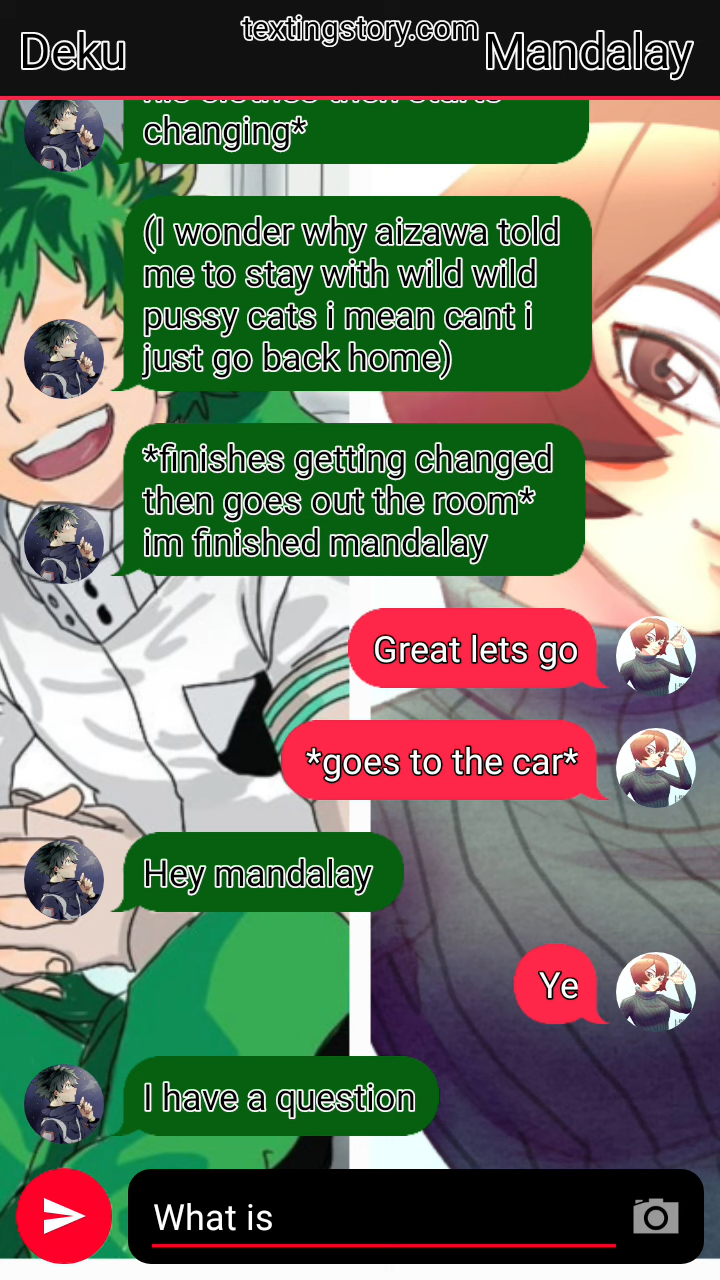 textingstory.com
Deku
Mandalay
changing*
(I wonder why aizawa told
me to stay with wild wild
pussy cats i mean cant i
just go back home)
*finishes getting changed
then goes out the room*
im finished mandalay
Great lets go
*goes to the car*
Hey mandalay
Ye
I have a question
What is